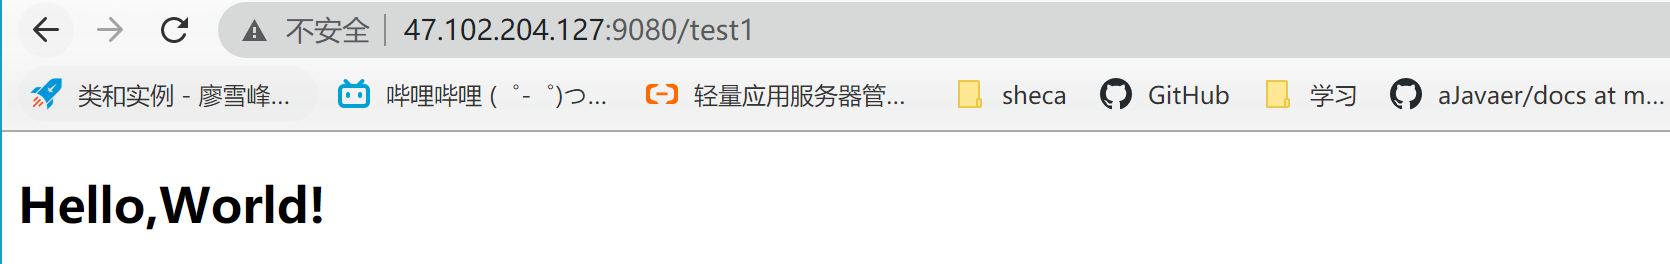 不安全 47.102.204.127:9080/test1
类和实例 - 廖雪峰... 哔哩哔哩 ( ゜- ゜)つ... 轻量应用服务器管... sheca GitHub 学习 aJavaer/docs at m...
Hello,World!